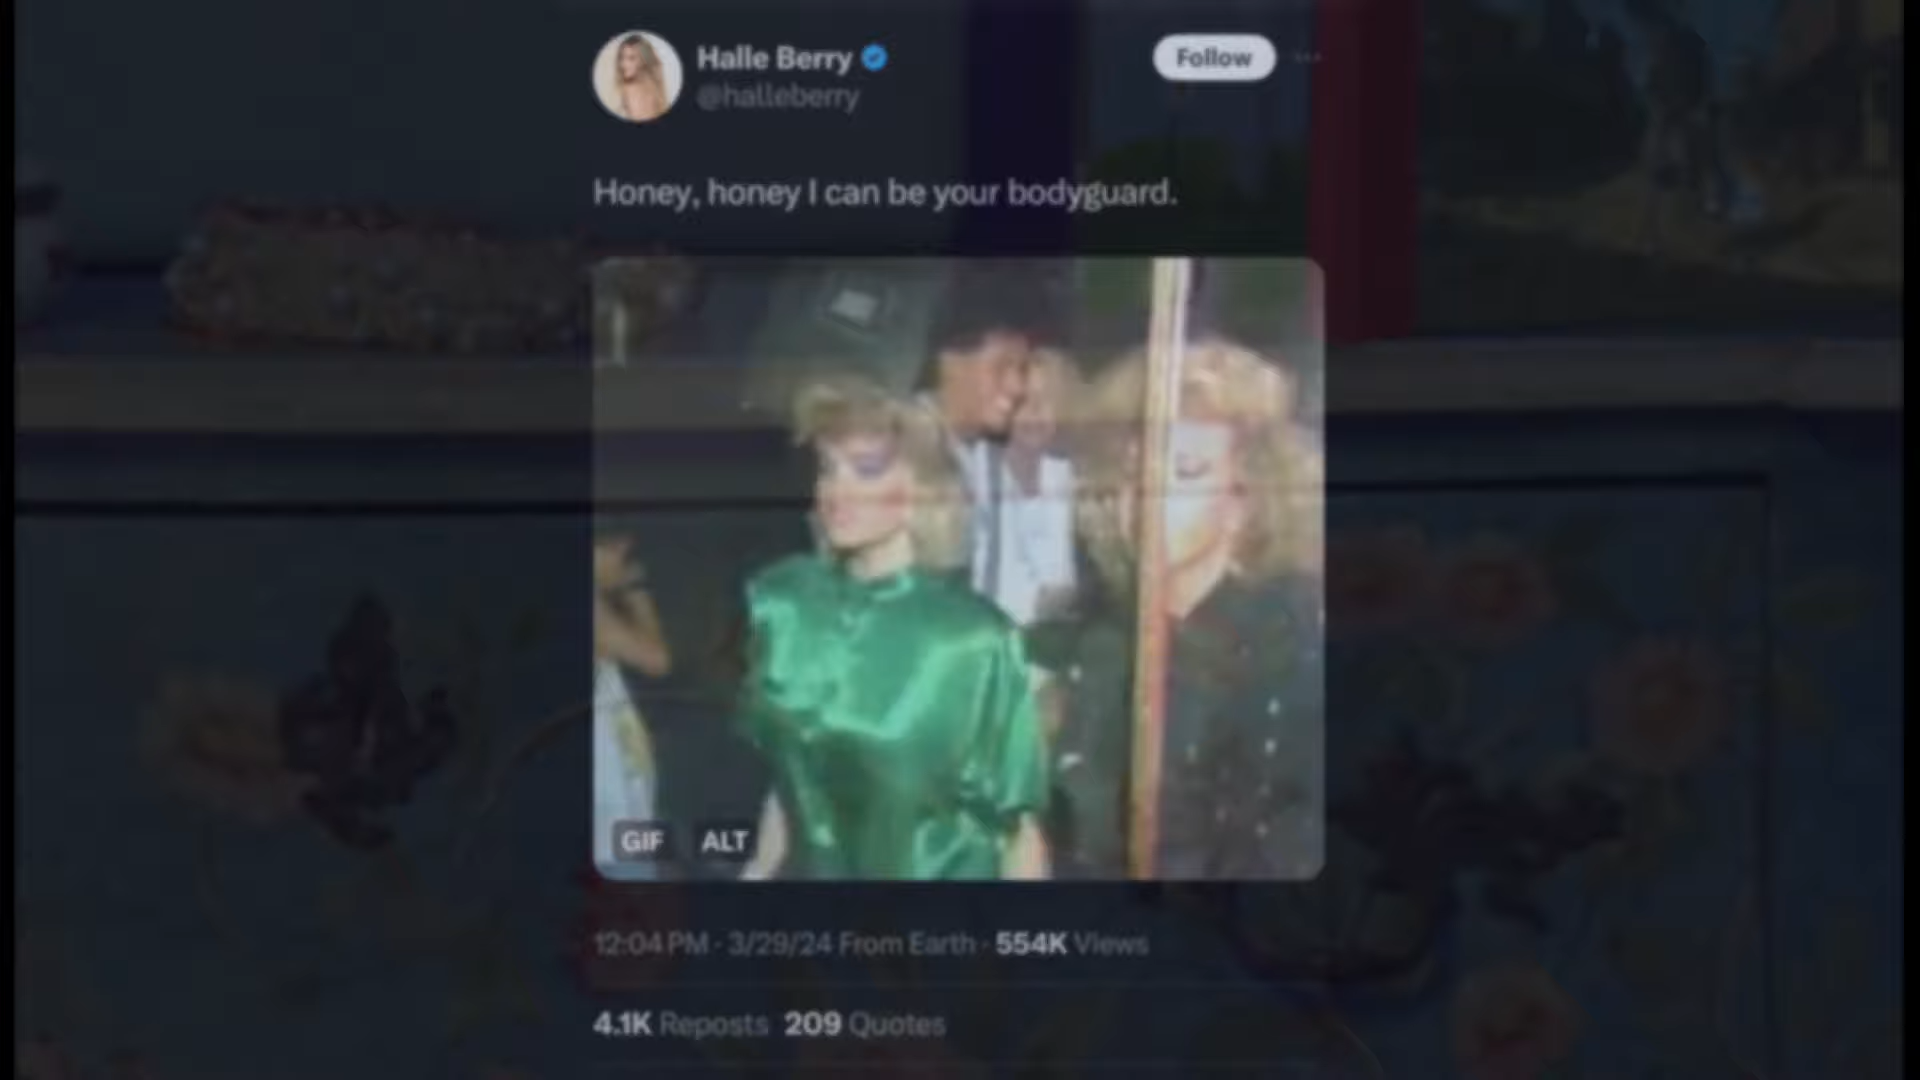 Halle Berry
Follow
@halleberry
Honey, honey I can be your bodyguard.
GIF ALT
12:04 PM · 3/29/24 From Earth · 554K Views
4.1K Reposts 209 Quotes